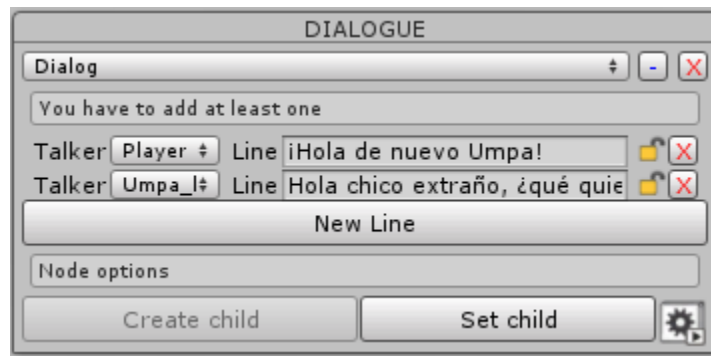 DIALOGUE
Dialog - X
You have to add at least one
Talker Player Line ¡Hola de nuevo Umpa! X
Talker Umpa_l Line Hola chico extraño, ¿qué quie X
New Line
Node options
Create child Set child